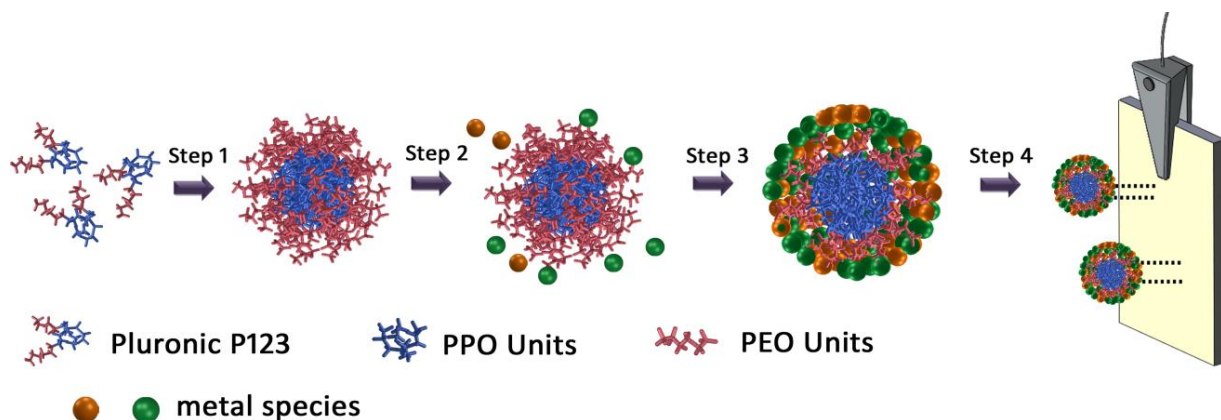 Step 1
Step 2
Step 3
Step 4
Pluronic P123
PPO Units
PEO Units
metal species